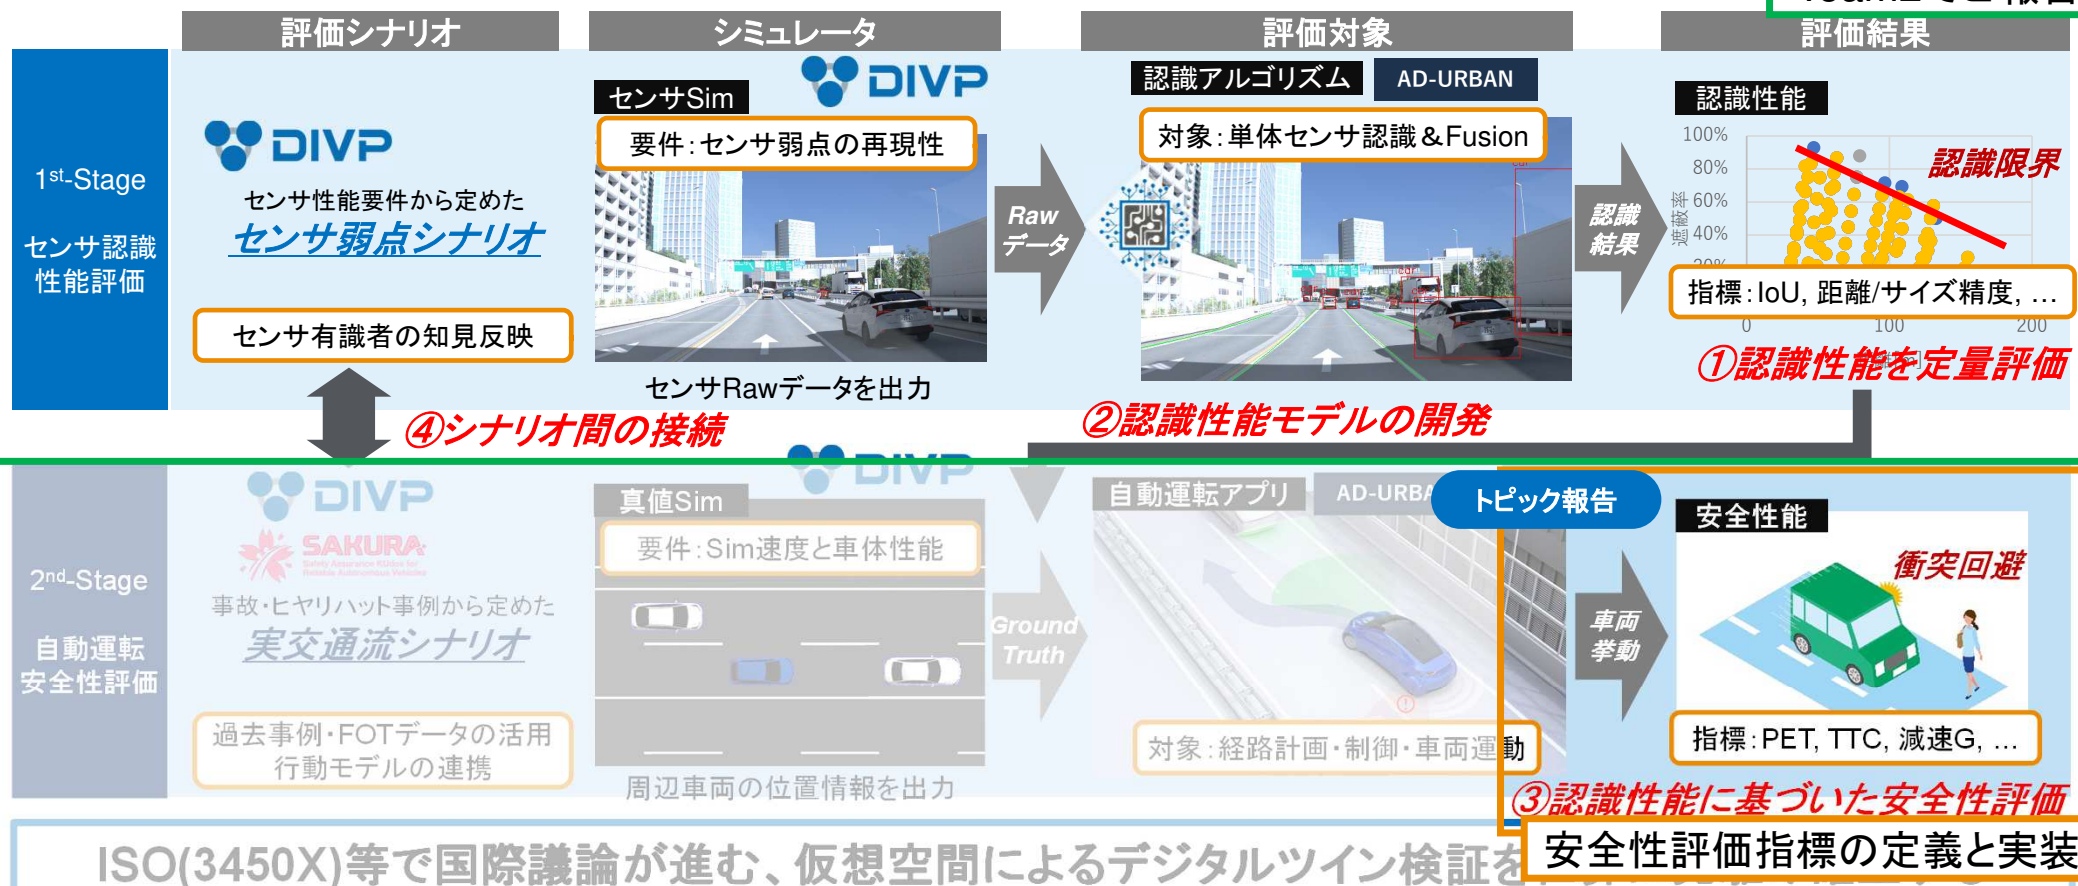 評価シナリオ
シミュレータ
評価対象
評価結果
1st-Stage
センサ認識
性能評価
DIVP
センサ性能要件から定めた
センサ弱点シナリオ
センサ有識者の知見反映
センサSim
DIVP
要件：センサ弱点の再現性
センサRawデータを出力
Raw
データ
認識アルゴリズム
AD-URBAN
対象：単体センサ認識＆Fusion
認識
結果
認識性能
100%
80%
60%
40%
遮蔽率
認識限界
指標：IoU, 距離/サイズ精度, …
0
100
200
①認識性能を定量評価
④シナリオ間の接続
②認識性能モデルの開発
2nd-Stage
自動運転
安全性評価
DIVP
SAKURA
事故・ヒヤリハット事例から定めた
実交通流シナリオ
過去事例・FOTデータの活用
行動モデルの連携
真値Sim
DIVP
要件：Sim速度と車体性能
周辺車両の位置情報を出力
Ground
Truth
自動運転アプリ
AD-URBA
トピック報告
対象：経路計画・制御・車両運動
車両
挙動
安全性能
衝突回避
指標：PET, TTC, 減速G, …
③認識性能に基づいた安全性評価
安全性評価指標の定義と実装
ISO(3450X)等で国際議論が進む、仮想空間によるデジタルツイン検証を